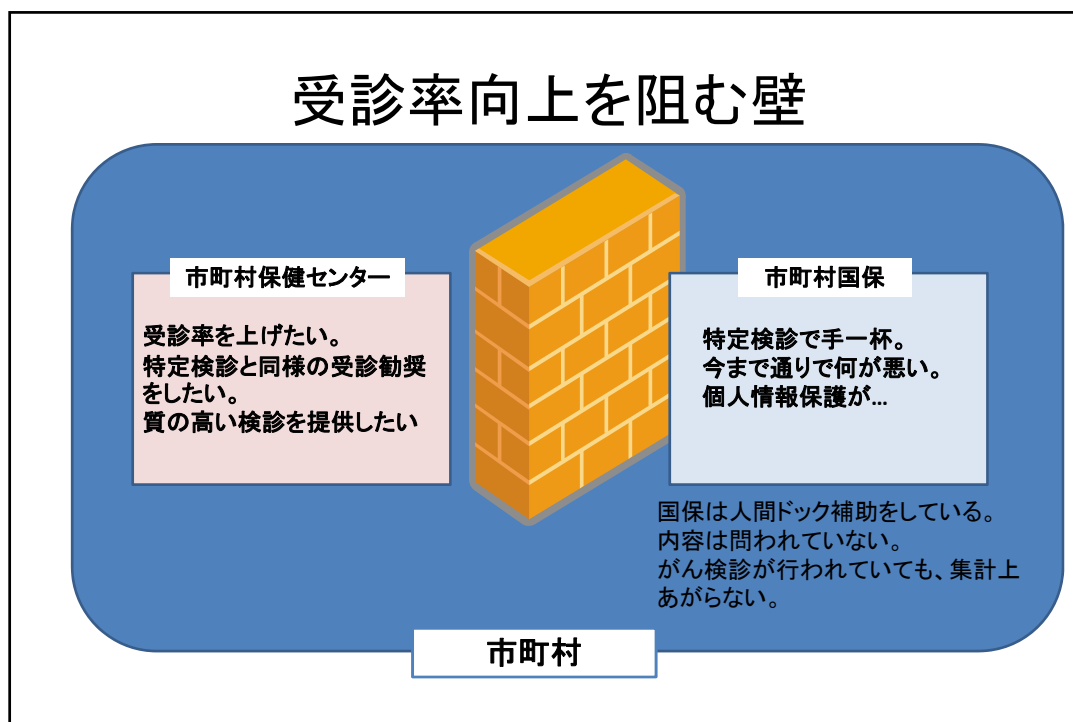 受診率向上を阻む壁
市町村保健センター
受診率を上げたい。
特定検診と同様の受診勧奨
をしたい。
質の高い検診を提供したい
市町村国保
特定検診で手一杯。
今まで通りで何が悪い。
個人情報保護が...
国保は人間ドック補助をしている。
内容は問われていない。
がん検診が行われていても、集計上
あがらない。
市町村